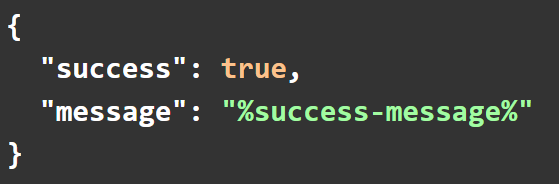 {
  "success": true,
  "message": "%success-message%"
}